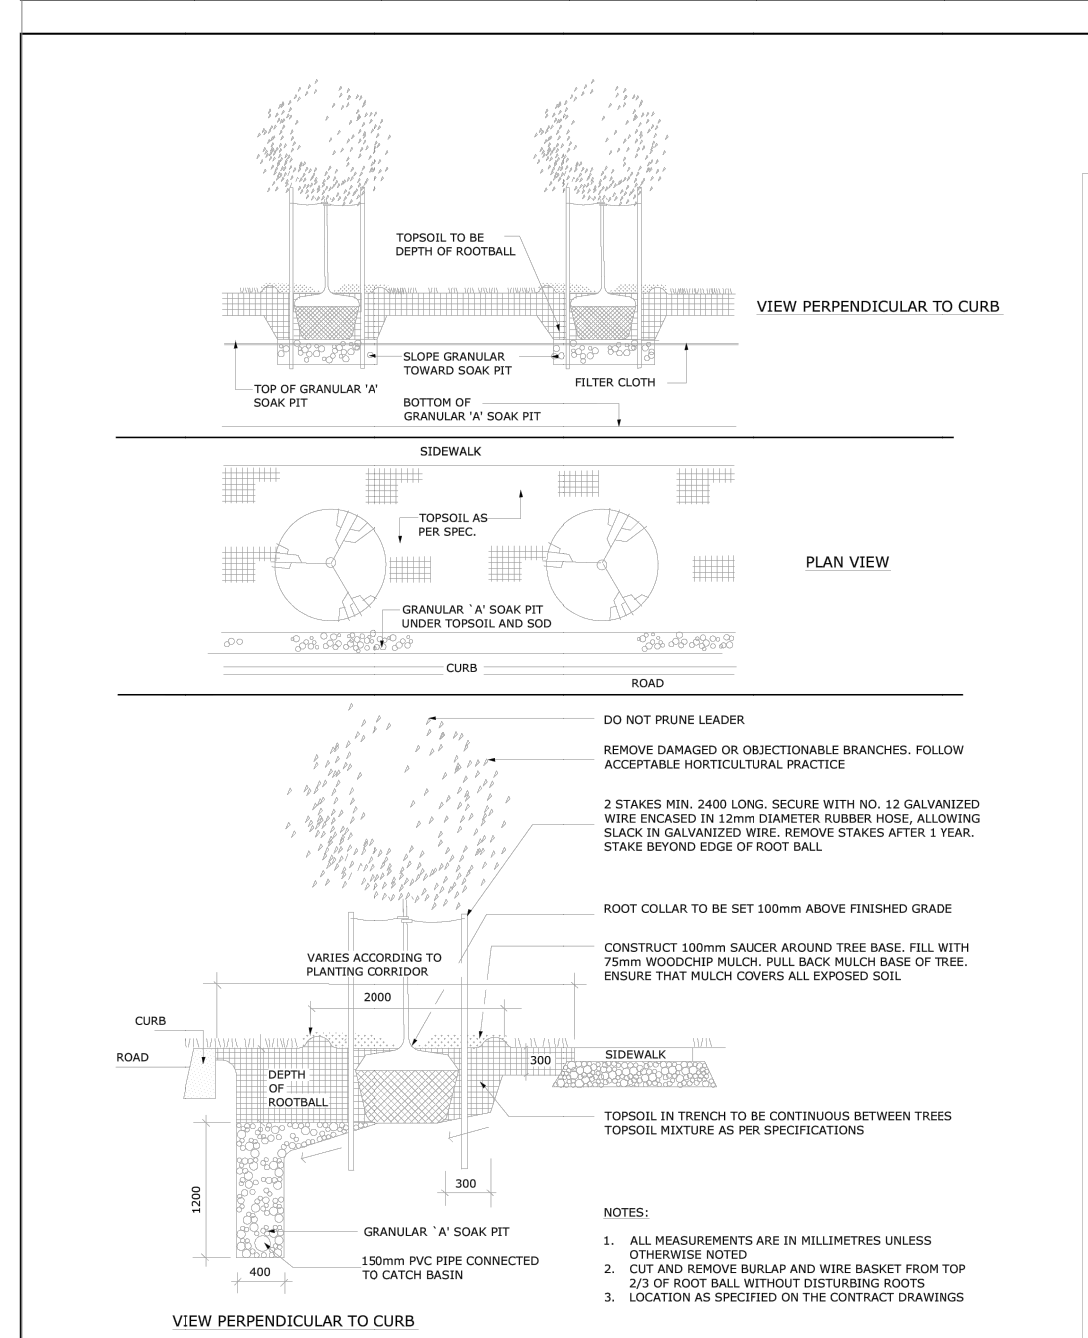 TOPSOIL TO BE
DEPTH OF ROOTBALL
VIEW PERPENDICULAR TO CURB
SLOPE GRANULAR
TOWARD SOAK PIT
TOP OF GRANULAR 'A'
SOAK PIT
FILTER CLOTH
BOTTOM OF
GRANULAR 'A' SOAK PIT
SIDEWALK
TOPSOIL AS
PER SPEC.
PLAN VIEW
GRANULAR `A' SOAK PIT
UNDER TOPSOIL AND SOD
CURB
ROAD
DO NOT PRUNE LEADER
REMOVE DAMAGED OR OBJECTIONABLE BRANCHES. FOLLOW
ACCEPTABLE HORTICULTURAL PRACTICE
2 STAKES MIN. 2400 LONG. SECURE WITH NO. 12 GALVANIZED
WIRE ENCASED IN 12mm DIAMETER RUBBER HOSE, ALLOWING
SLACK IN GALVANIZED WIRE. REMOVE STAKES AFTER 1 YEAR.
STAKE BEYOND EDGE OF ROOT BALL
ROOT COLLAR TO BE SET 100mm ABOVE FINISHED GRADE
CONSTRUCT 100mm SAUCER AROUND TREE BASE. FILL WITH
75mm WOODCHIP MULCH. PULL BACK MULCH BASE OF TREE.
ENSURE THAT MULCH COVERS ALL EXPOSED SOIL
VARIES ACCORDING TO
PLANTING CORRIDOR
2000
CURB
ROAD
300
SIDEWALK
DEPTH
OF
ROOTBALL
TOPSOIL IN TRENCH TO BE CONTINUOUS BETWEEN TREES
TOPSOIL MIXTURE AS PER SPECIFICATIONS
300
1200
GRANULAR `A' SOAK PIT
150mm PVC PIPE CONNECTED
TO CATCH BASIN
400
VIEW PERPENDICULAR TO CURB
NOTES:
1. ALL MEASUREMENTS ARE IN MILLIMETRES UNLESS
OTHERWISE NOTED
2. CUT AND REMOVE BURLAP AND WIRE BASKET FROM TOP
2/3 OF ROOT BALL WITHOUT DISTURBING ROOTS
3. LOCATION AS SPECIFIED ON THE CONTRACT DRAWINGS